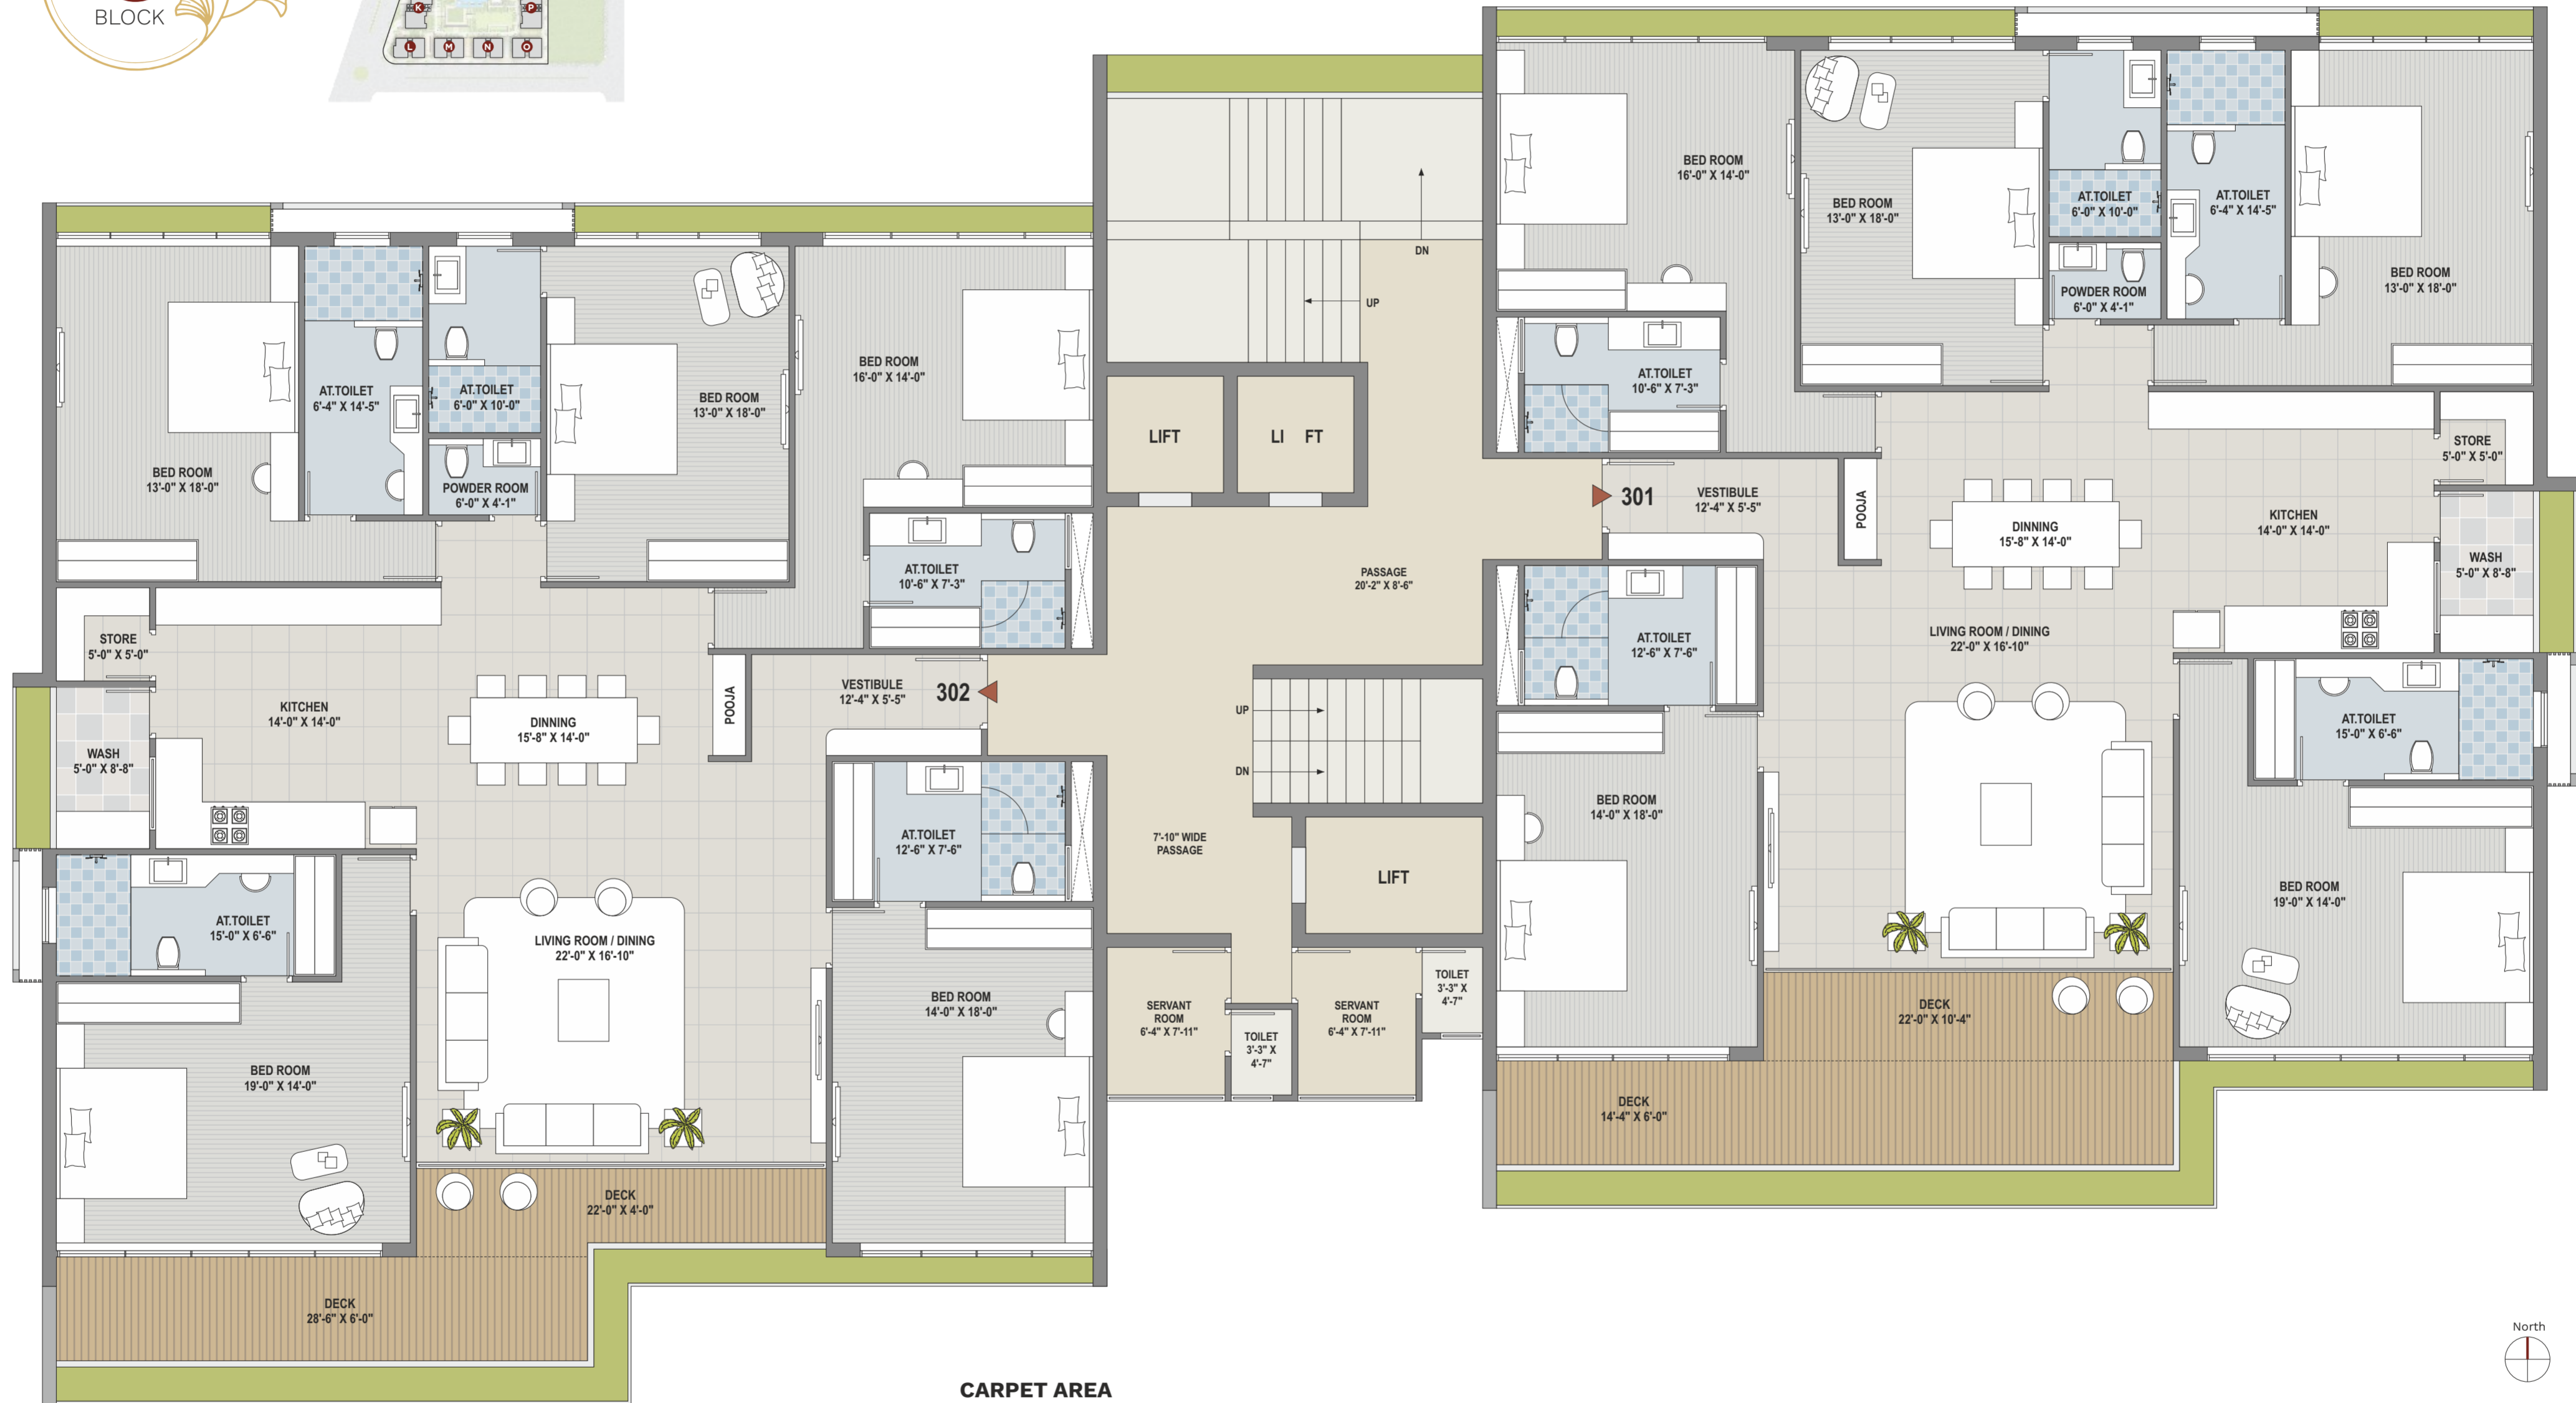 BLOCK
K
P
L
M
N
O
BED ROOM
16'-0" X 14'-0"
BED ROOM
13'-0" X 18'-0"
AT.TOILET
6'-0" X 10'-0"
AT.TOILET
6'-4" X 14'-5"
BED ROOM
13'-0" X 18'-0"
POWDER ROOM
6'-0" X 4'-1"
DN
UP
AT.TOILET
10'-6" X 7'-3"
BED ROOM
13'-0" X 18'-0"
AT.TOILET
6'-4" X 14'-5"
AT.TOILET
6'-0" X 10'-0"
POWDER ROOM
6'-0" X 4'-1"
BED ROOM
13'-0" X 18'-0"
BED ROOM
16'-0" X 14'-0"
LIFT
LI FT
STORE
5'-0" X 5'-0"
301
VESTIBULE
12'-4" X 5'-5"
POOJA
DINNING
15'-8" X 14'-0"
KITCHEN
14'-0" X 14'-0"
WASH
5'-0" X 8'-8"
AT.TOILET
10'-6" X 7'-3"
PASSAGE
20'-2" X 8'-6"
AT.TOILET
12'-6" X 7'-6"
LIVING ROOM / DINING
22'-0" X 16'-10"
STORE
5'-0" X 5'-0"
KITCHEN
14'-0" X 14'-0"
WASH
5'-0" X 8'-8"
DINNING
15'-8" X 14'-0"
POOJA
VESTIBULE
12'-4" X 5'-5"
302
UP
DN
AT.TOILET
15'-0" X 6'-6"
BED ROOM
14'-0" X 18'-0"
7'-10" WIDE
PASSAGE
LIFT
AT.TOILET
12'-6" X 7'-6"
BED ROOM
19'-0" X 14'-0"
AT.TOILET
15'-0" X 6'-6"
LIVING ROOM / DINING
22'-0" X 16'-10"
BED ROOM
14'-0" X 18'-0"
SERVANT
ROOM
6'-4" X 7'-11"
TOILET
3'-3" X
4'-7"
SERVANT
ROOM
6'-4" X 7'-11"
TOILET
3'-3" X
4'-7"
DECK
22'-0" X 10'-4"
BED ROOM
19'-0" X 14'-0"
DECK
14'-4" X 6'-0"
DECK
22'-0" X 4'-0"
DECK
28'-6" X 6'-0"
North
CARPET AREA